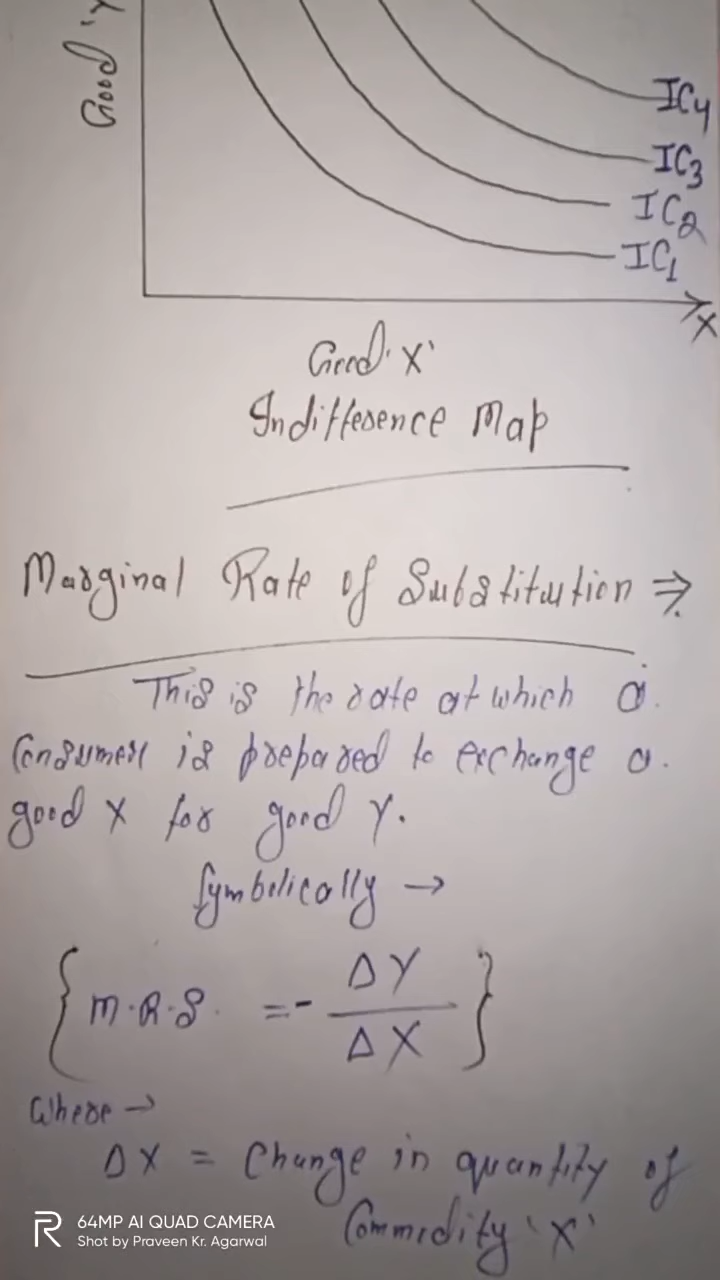 Good 'Y
IC4
IC3
IC2
IC1
X
Good 'X'
Indifference Map
Marginal Rate of Substitution ⇒
This is the rate at which a
Consumer is prepared to exchange a
good X for good Y.
Symbolically →
{ M.R.S. = - ΔY / ΔX }
Where →
ΔX = Change in quantity of
Commodity 'X'
64MP AI QUAD CAMERA
Shot by Praveen Kr. Agarwal